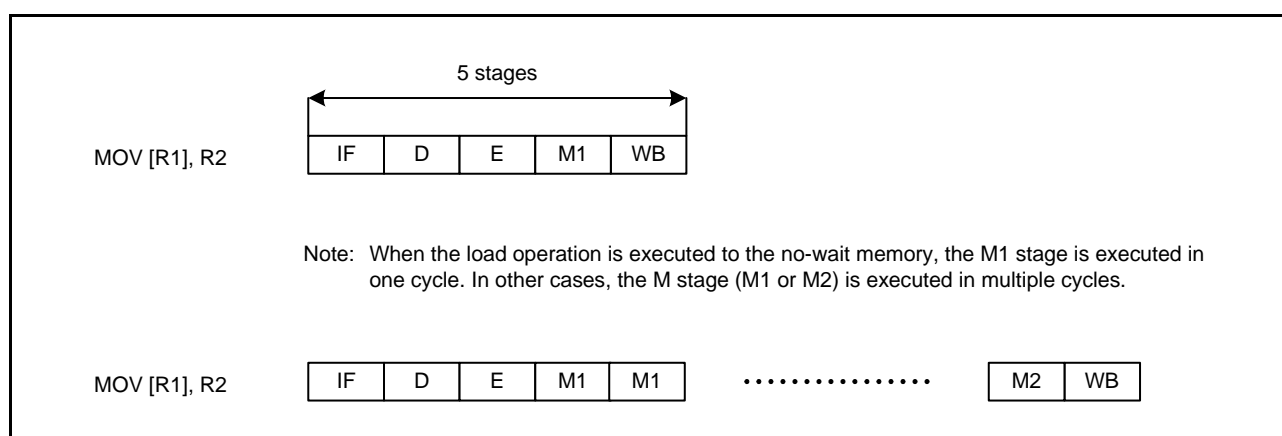 5 stages
MOV [R1], R2 IF D E M1 WB
Note: When the load operation is executed to the no-wait memory, the M1 stage is executed in
one cycle. In other cases, the M stage (M1 or M2) is executed in multiple cycles.
MOV [R1], R2 IF D E M1 M1 ................ M2 WB